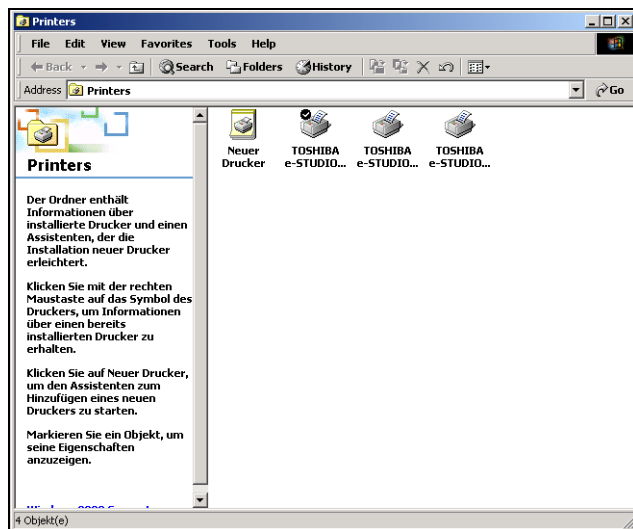 Printers
File Edit View Favorites Tools Help
Back Search Folders History
Address Printers Go
Printers
Der Ordner enthält
Informationen über
installierte Drucker und einen
Assistenten, der die
Installation neuer Drucker
erleichtert.
Klicken Sie mit der rechten
Maustaste auf das Symbol des
Druckers, um Informationen
über einen bereits
installierten Drucker zu
erhalten.
Klicken Sie auf Neuer Drucker,
um den Assistenten zum
Hinzufügen eines neuen
Druckers zu starten.
Markieren Sie ein Objekt, um
seine Eigenschaften
anzuzeigen.
Neuer
Drucker
TOSHIBA
e-STUDIO...
TOSHIBA
e-STUDIO...
TOSHIBA
e-STUDIO...
4 Objekt(e)